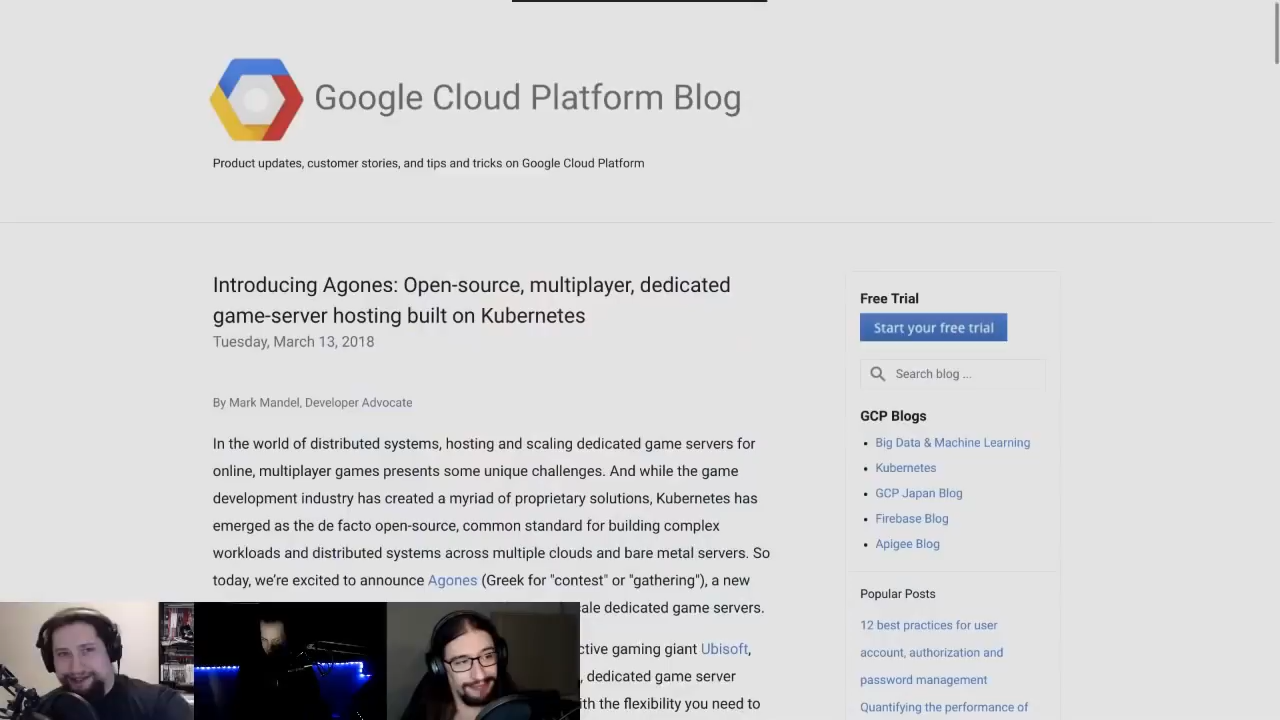 Google Cloud Platform Blog
Product updates, customer stories, and tips and tricks on Google Cloud Platform
Introducing Agones: Open-source, multiplayer, dedicated
game-server hosting built on Kubernetes
Tuesday, March 13, 2018
By Mark Mandel, Developer Advocate
In the world of distributed systems, hosting and scaling dedicated game servers for
online, multiplayer games presents some unique challenges. And while the game
development industry has created a myriad of proprietary solutions, Kubernetes has
emerged as the de facto open-source, common standard for building complex
workloads and distributed systems across multiple clouds and bare metal servers. So
today, we're excited to announce Agones (Greek for "contest" or "gathering"), a new
ale dedicated game servers.
ctive gaming giant Ubisoft,
, dedicated game server
ith the flexibility you need to
Free Trial
Start your free trial
Search blog ...
GCP Blogs
• Big Data & Machine Learning
• Kubernetes
• GCP Japan Blog
• Firebase Blog
• Apigee Blog
Popular Posts
12 best practices for user
account, authorization and
password management
Quantifying the performance of